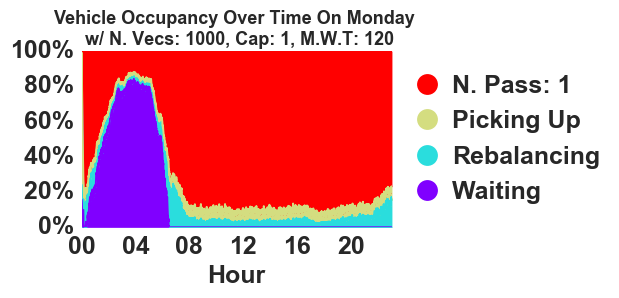 Vehicle Occupancy Over Time On Monday
w/ N. Vecs: 1000, Cap: 1, M.W.T: 120
100%
80%
60%
40%
20%
0%
00 04 08 12 16 20
Hour
N. Pass: 1
Picking Up
Rebalancing
Waiting